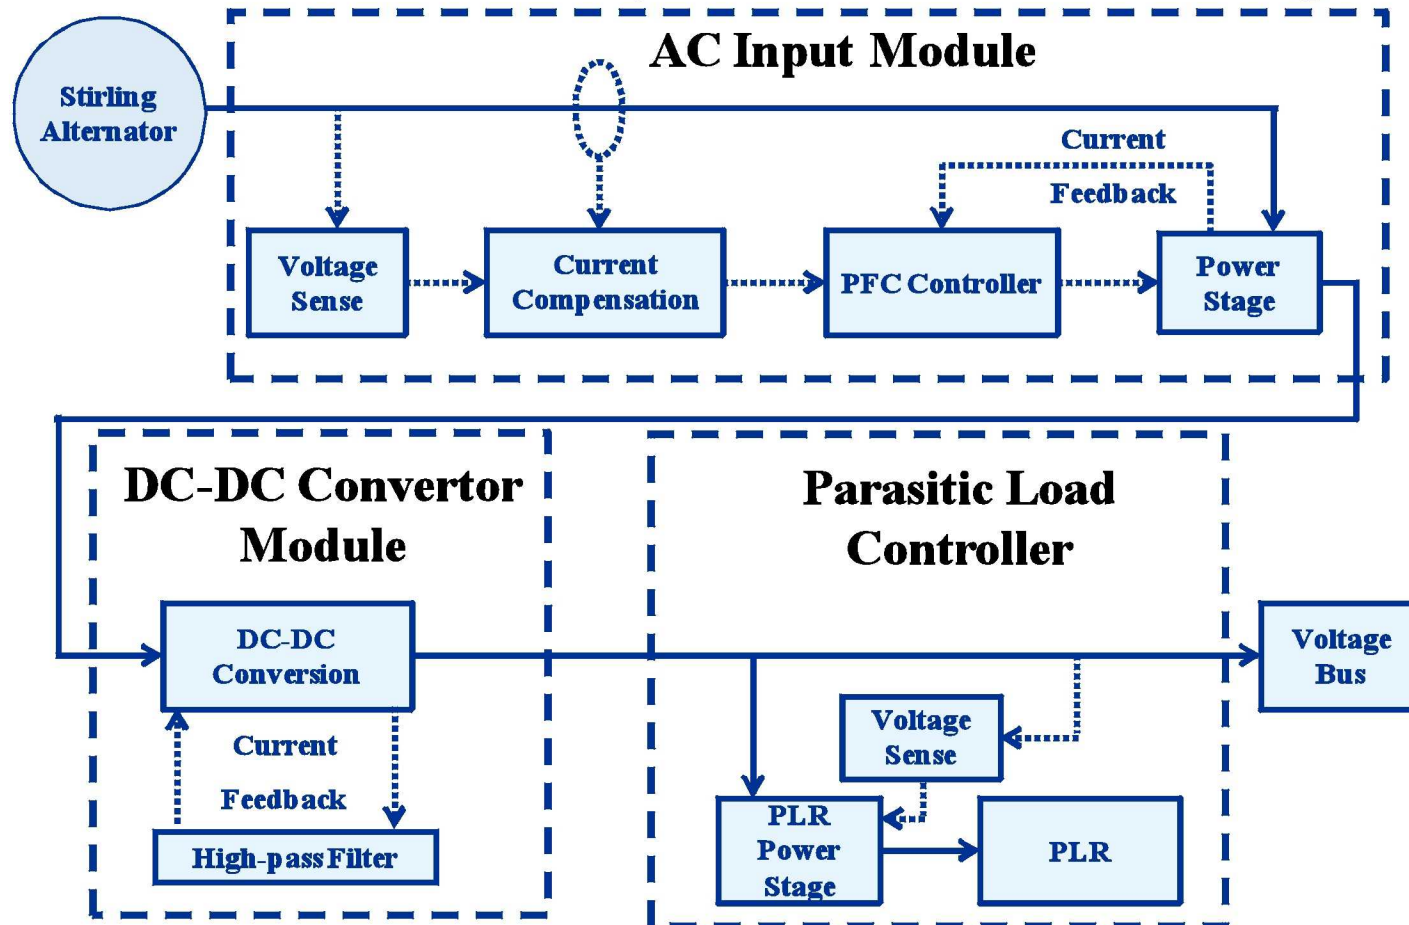 AC Input Module
Stirling
Alternator
Current
Feedback
Voltage
Sense
Current
Compensation
PFC Controller
Power
Stage
DC-DC Convertor
Module
Parasitic Load
Controller
DC-DC
Conversion
Voltage
Bus
Current
Feedback
Voltage
Sense
High-pass Filter
PLR
Power
Stage
PLR